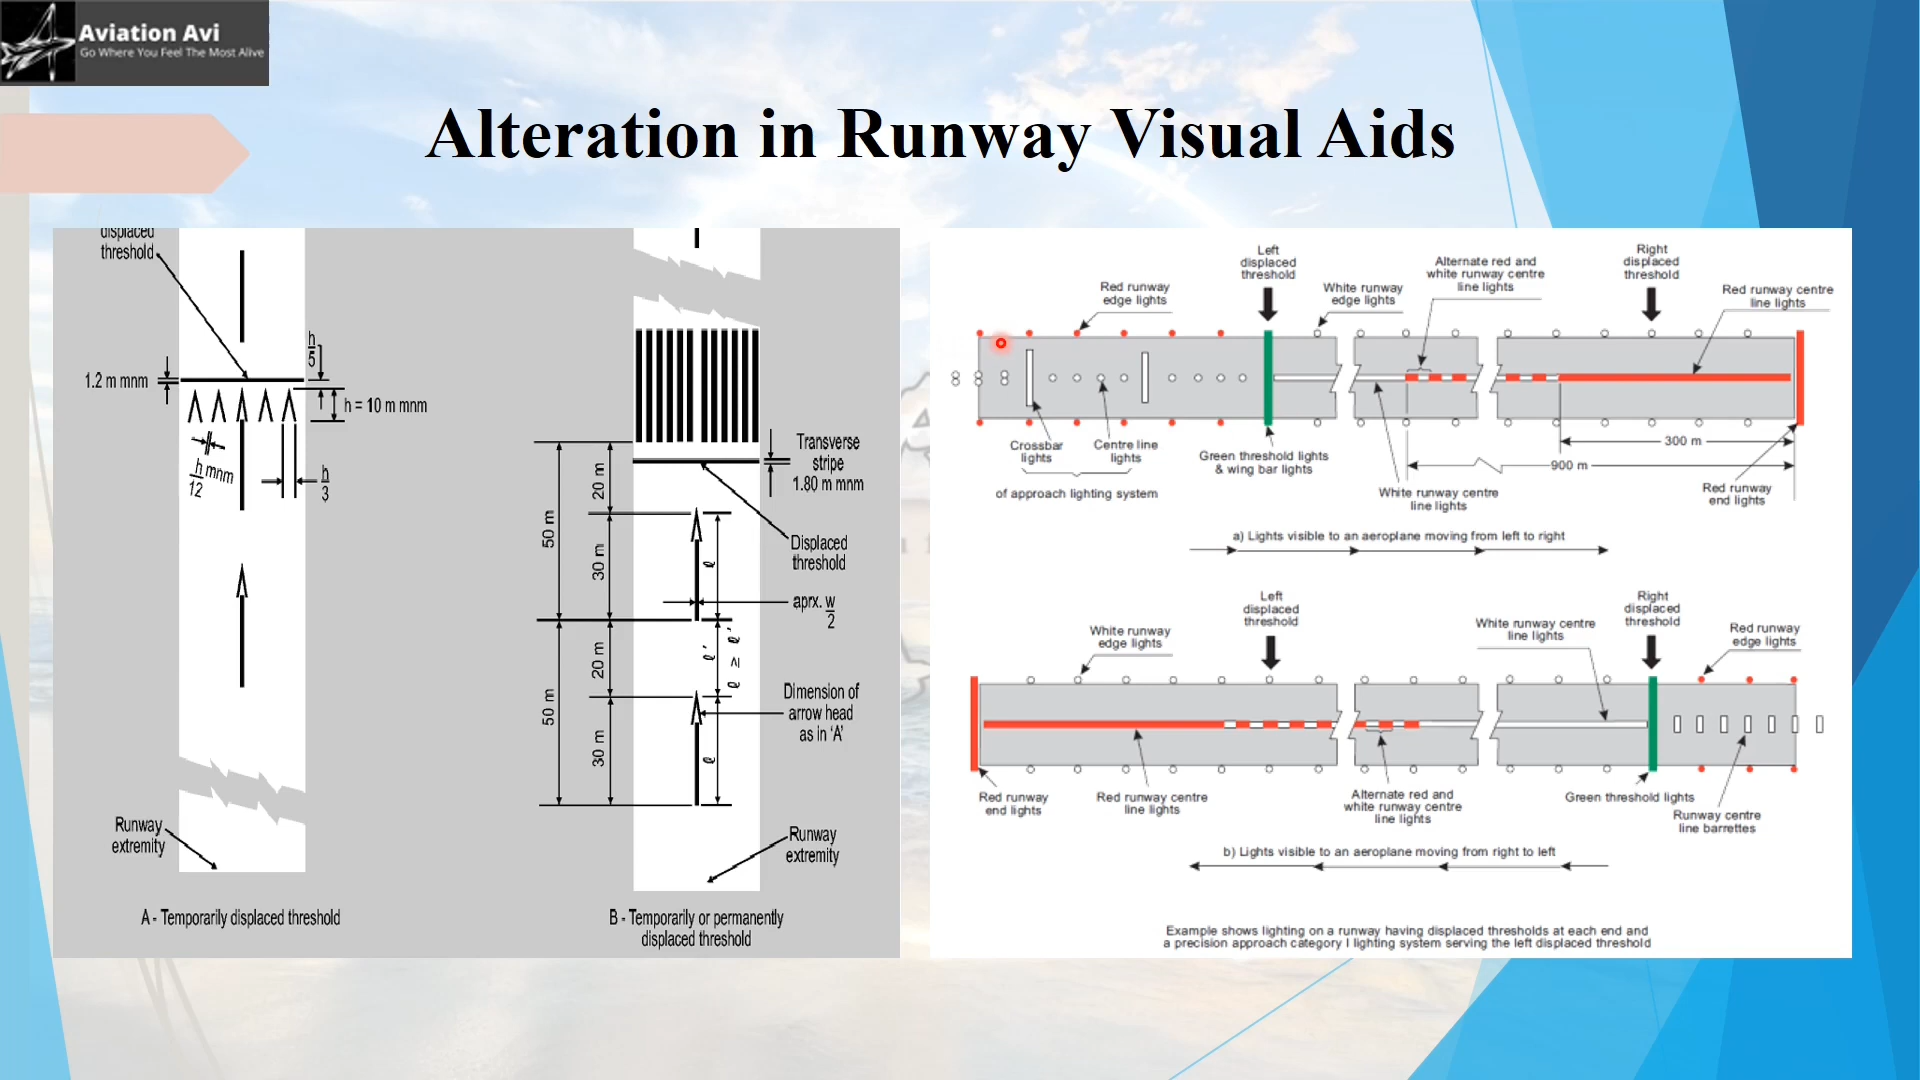 Aviation Avi
Go Where You Feel The Most Alive
Alteration in Runway Visual Aids
displaced
threshold
1.2 m mnm
h
5
h = 10 m mnm
h mnm
12
h
3
Runway
extremity
A - Temporarily displaced threshold
50 m
20 m
30 m
50 m
20 m
30 m
ℓ
ℓ'
ℓ ≥ ℓ'
ℓ
Transverse
stripe
1.80 m mnm
Displaced
threshold
aprx. w
2
Dimension of
arrow head
as in 'A'
Runway
extremity
B - Temporarily or permanently
displaced threshold
Left
displaced
threshold
Right
displaced
threshold
Red runway
edge lights
White runway
edge lights
Alternate red and
white runway centre
line lights
Red runway centre
line lights
Crossbar
lights
Centre line
lights
of approach lighting system
Green threshold lights
& wing bar lights
White runway centre
line lights
300 m
900 m
Red runway
end lights
a) Lights visible to an aeroplane moving from left to right
Left
displaced
threshold
Right
displaced
threshold
White runway
edge lights
White runway centre
line lights
Red runway
edge lights
Red runway
end lights
Red runway centre
line lights
Alternate red and
white runway centre
line lights
Green threshold lights
Runway centre
line barrettes
b) Lights visible to an aeroplane moving from right to left
Example shows lighting on a runway having displaced thresholds at each end and
a precision approach category I lighting system serving the left displaced threshold